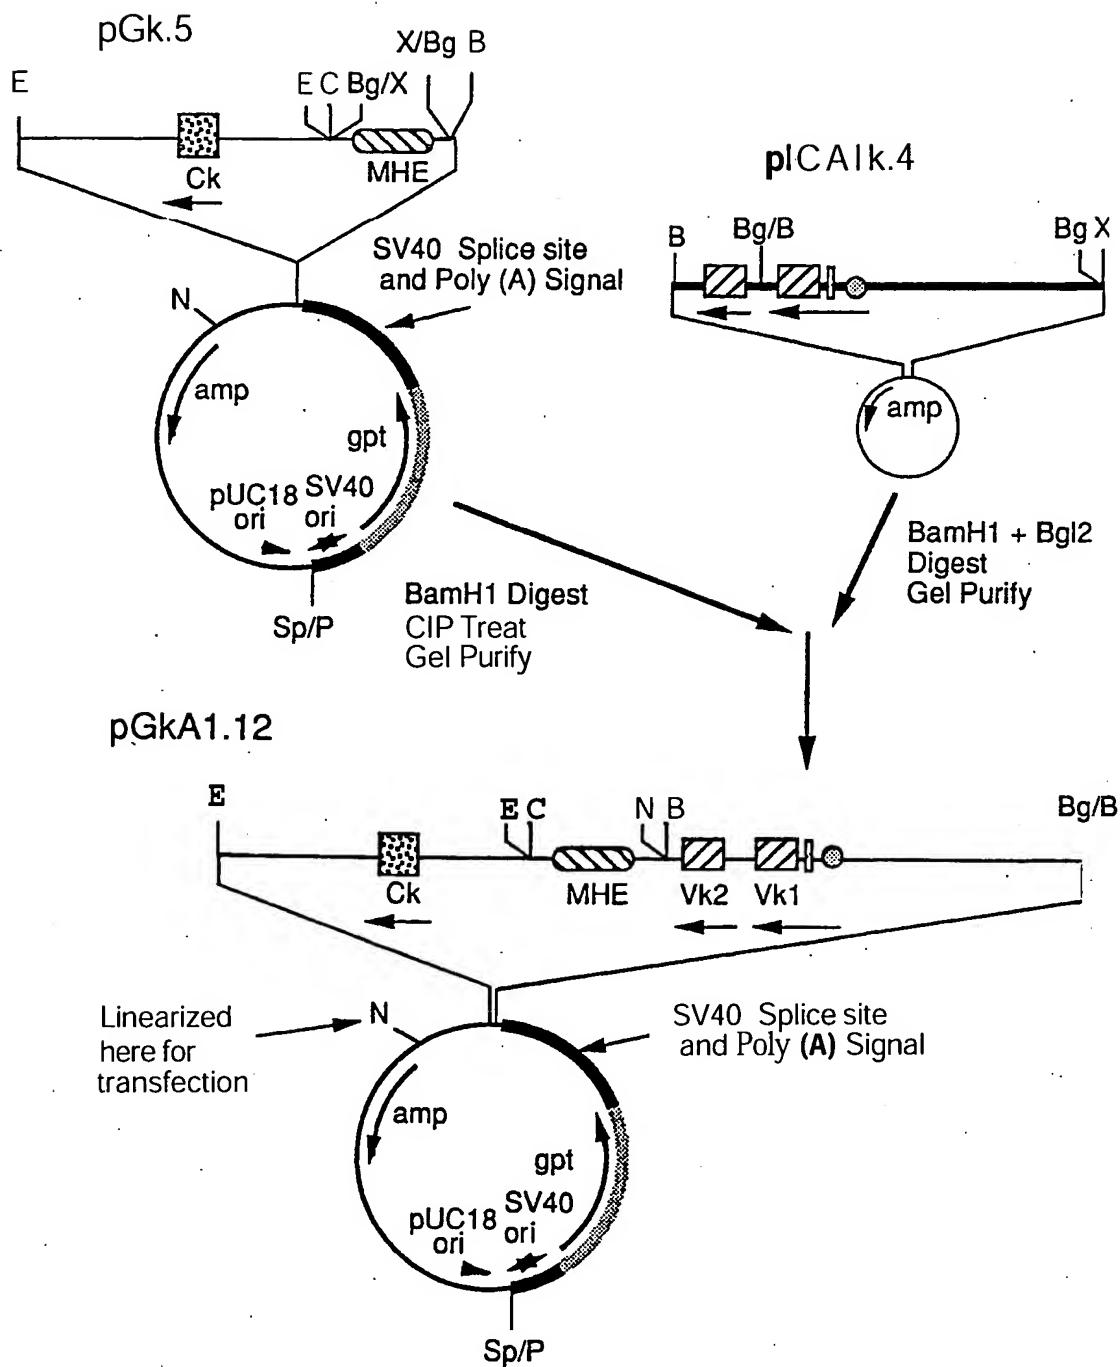 pGk.5
E
E C Bg/X
X/Bg B
Ck
MHE
SV40 Splice site
and Poly (A) Signal
N
amp
gpt
pUC18
ori
SV40
ori
Sp/P
pICAIk.4
B
Bg/B
Bg X
amp
BamH1 Digest
CIP Treat
Gel Purify
BamH1 + Bgl2
Digest
Gel Purify
pGkA1.12
E
E C
N B
Bg/B
Ck
MHE
Vk2
Vk1
Linearized
here for
transfection
N
SV40 Splice site
and Poly (A) Signal
amp
gpt
pUC18
ori
SV40
ori
Sp/P